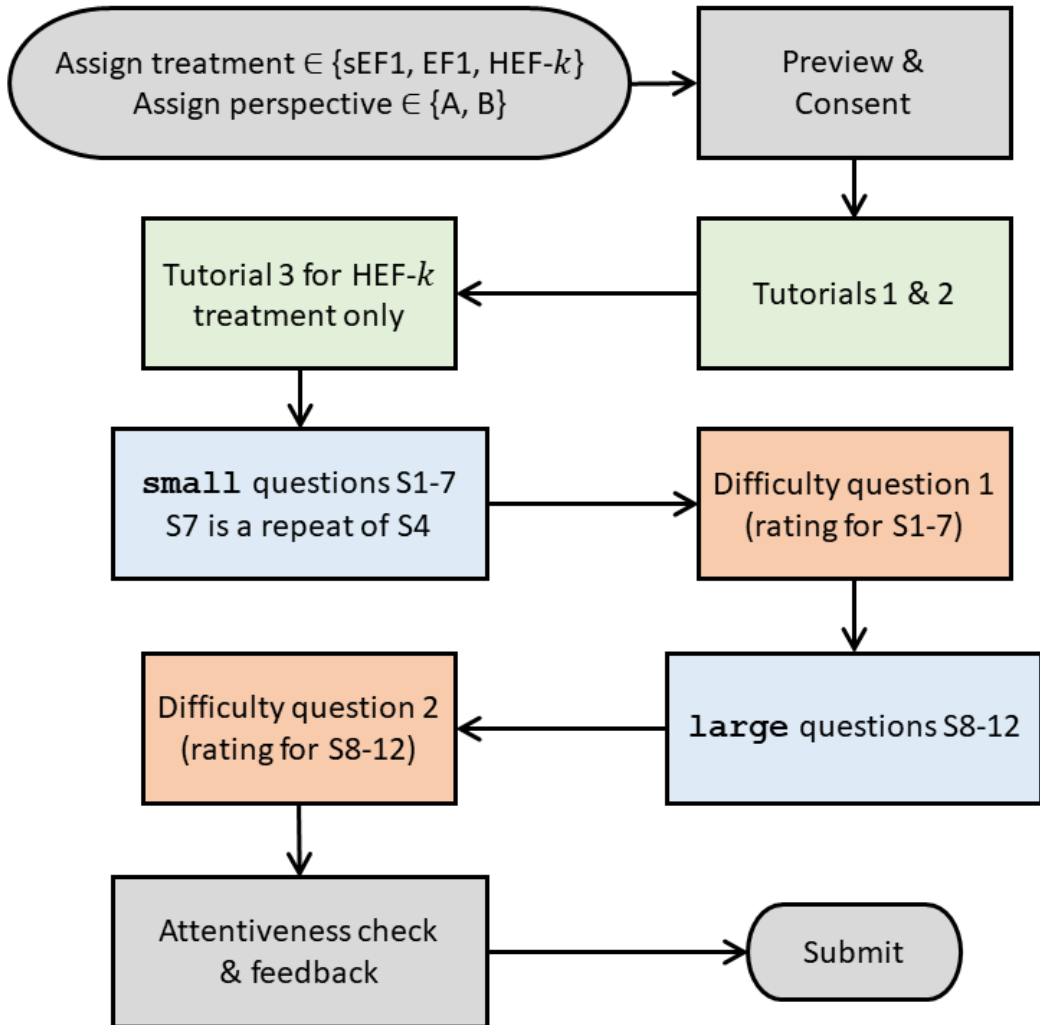 Assign treatment ∈ {sEF1, EF1, HEF-k}
Assign perspective ∈ {A, B}
Preview &
Consent
Tutorials 1 & 2
Tutorial 3 for HEF-k
treatment only
small questions S1-7
S7 is a repeat of S4
Difficulty question 1
(rating for S1-7)
large questions S8-12
Difficulty question 2
(rating for S8-12)
Attentiveness check
& feedback
Submit